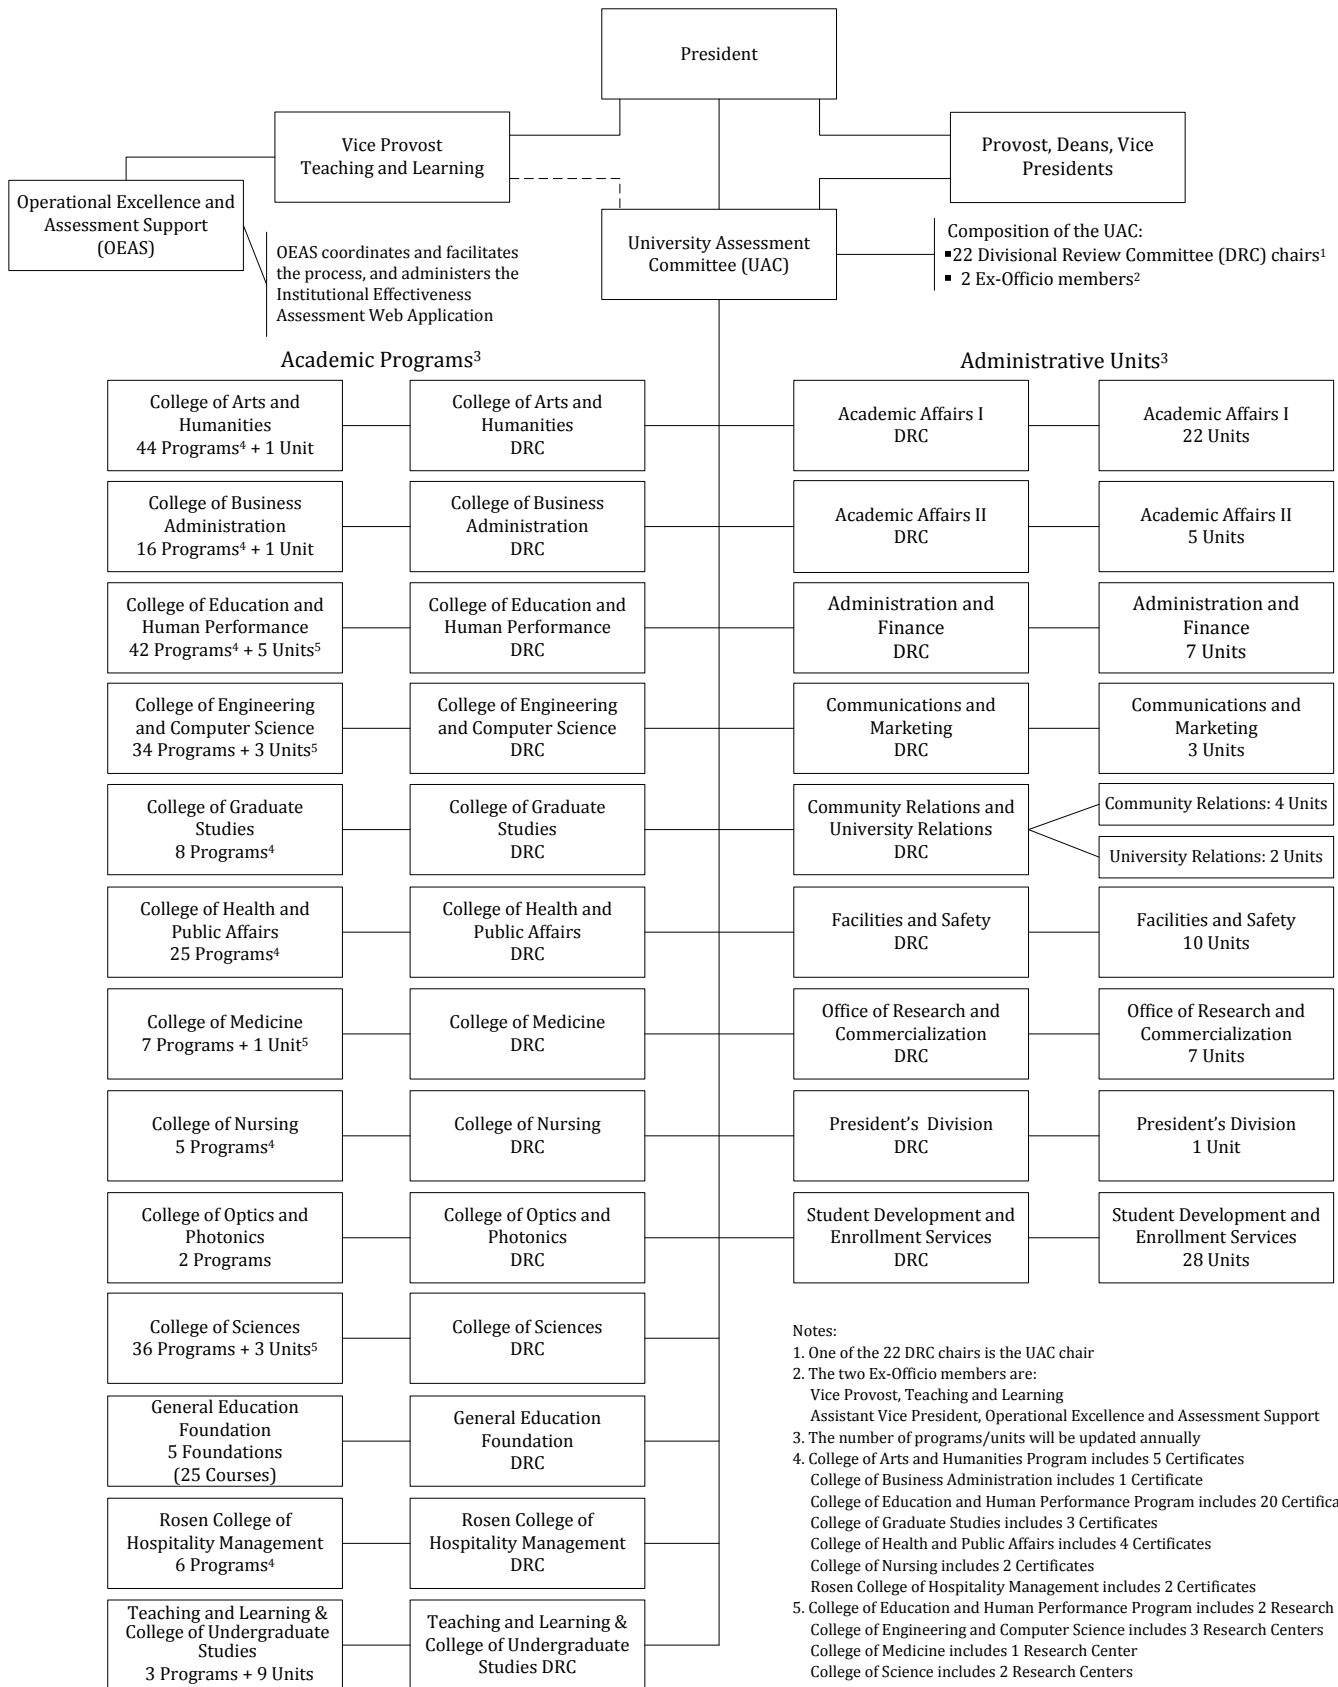 President
Vice Provost
Teaching and Learning
Provost, Deans, Vice
Presidents
Operational Excellence and
Assessment Support
(OEAS)
University Assessment
Committee (UAC)
OEAS coordinates and facilitates
the process, and administers the
Institutional Effectiveness
Assessment Web Application
Composition of the UAC:
▪22 Divisional Review Committee (DRC) chairs¹
▪ 2 Ex-Officio members²
Academic Programs³
Administrative Units³
College of Arts and
Humanities
44 Programs⁴ + 1 Unit
College of Arts and
Humanities
DRC
Academic Affairs I
DRC
Academic Affairs I
22 Units
College of Business
Administration
16 Programs⁴ + 1 Unit
College of Business
Administration
DRC
Academic Affairs II
DRC
Academic Affairs II
5 Units
College of Education and
Human Performance
42 Programs⁴ + 5 Units⁵
College of Education and
Human Performance
DRC
Administration and
Finance
DRC
Administration and
Finance
7 Units
College of Engineering
and Computer Science
34 Programs + 3 Units⁵
College of Engineering
and Computer Science
DRC
Communications and
Marketing
DRC
Communications and
Marketing
3 Units
College of Graduate
Studies
8 Programs⁴
College of Graduate
Studies
DRC
Community Relations and
University Relations
DRC
Community Relations: 4 Units
University Relations: 2 Units
College of Health and
Public Affairs
25 Programs⁴
College of Health and
Public Affairs
DRC
Facilities and Safety
DRC
Facilities and Safety
10 Units
College of Medicine
7 Programs + 1 Unit⁵
College of Medicine
DRC
Office of Research and
Commercialization
DRC
Office of Research and
Commercialization
7 Units
College of Nursing
5 Programs⁴
College of Nursing
DRC
President’s Division
DRC
President’s Division
1 Unit
College of Optics and
Photonics
2 Programs
College of Optics and
Photonics
DRC
Student Development and
Enrollment Services
DRC
Student Development and
Enrollment Services
28 Units
College of Sciences
36 Programs + 3 Units⁵
College of Sciences
DRC
General Education
Foundation
5 Foundations
(25 Courses)
General Education
Foundation
DRC
Rosen College of
Hospitality Management
6 Programs⁴
Rosen College of
Hospitality Management
DRC
Teaching and Learning &
College of Undergraduate
Studies
3 Programs + 9 Units
Teaching and Learning &
College of Undergraduate
Studies DRC
Notes:
1. One of the 22 DRC chairs is the UAC chair
2. The two Ex-Officio members are:
Vice Provost, Teaching and Learning
Assistant Vice President, Operational Excellence and Assessment Support
3. The number of programs/units will be updated annually
4. College of Arts and Humanities Program includes 5 Certificates
College of Business Administration includes 1 Certificate
College of Education and Human Performance Program includes 20 Certifica
College of Graduate Studies includes 3 Certificates
College of Health and Public Affairs includes 4 Certificates
College of Nursing includes 2 Certificates
Rosen College of Hospitality Management includes 2 Certificates
5. College of Education and Human Performance Program includes 2 Research
College of Engineering and Computer Science includes 3 Research Centers
College of Medicine includes 1 Research Center
College of Science includes 2 Research Centers